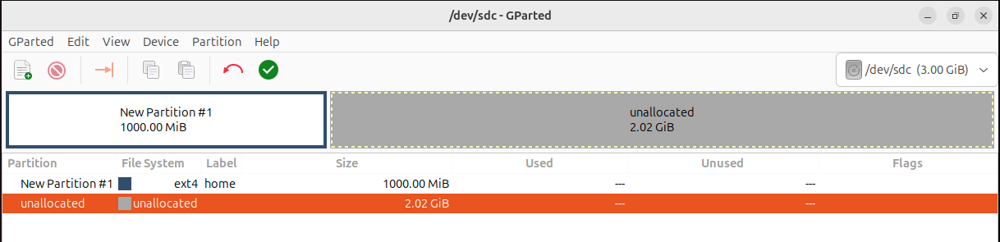 /dev/sdc - GParted
GParted Edit View Device Partition Help
/dev/sdc (3.00 GiB)
New Partition #1
1000.00 MiB
unallocated
2.02 GiB
Partition File System Label Size Used Unused Flags
New Partition #1 ext4 home 1000.00 MiB --- ---
unallocated unallocated 2.02 GiB --- ---